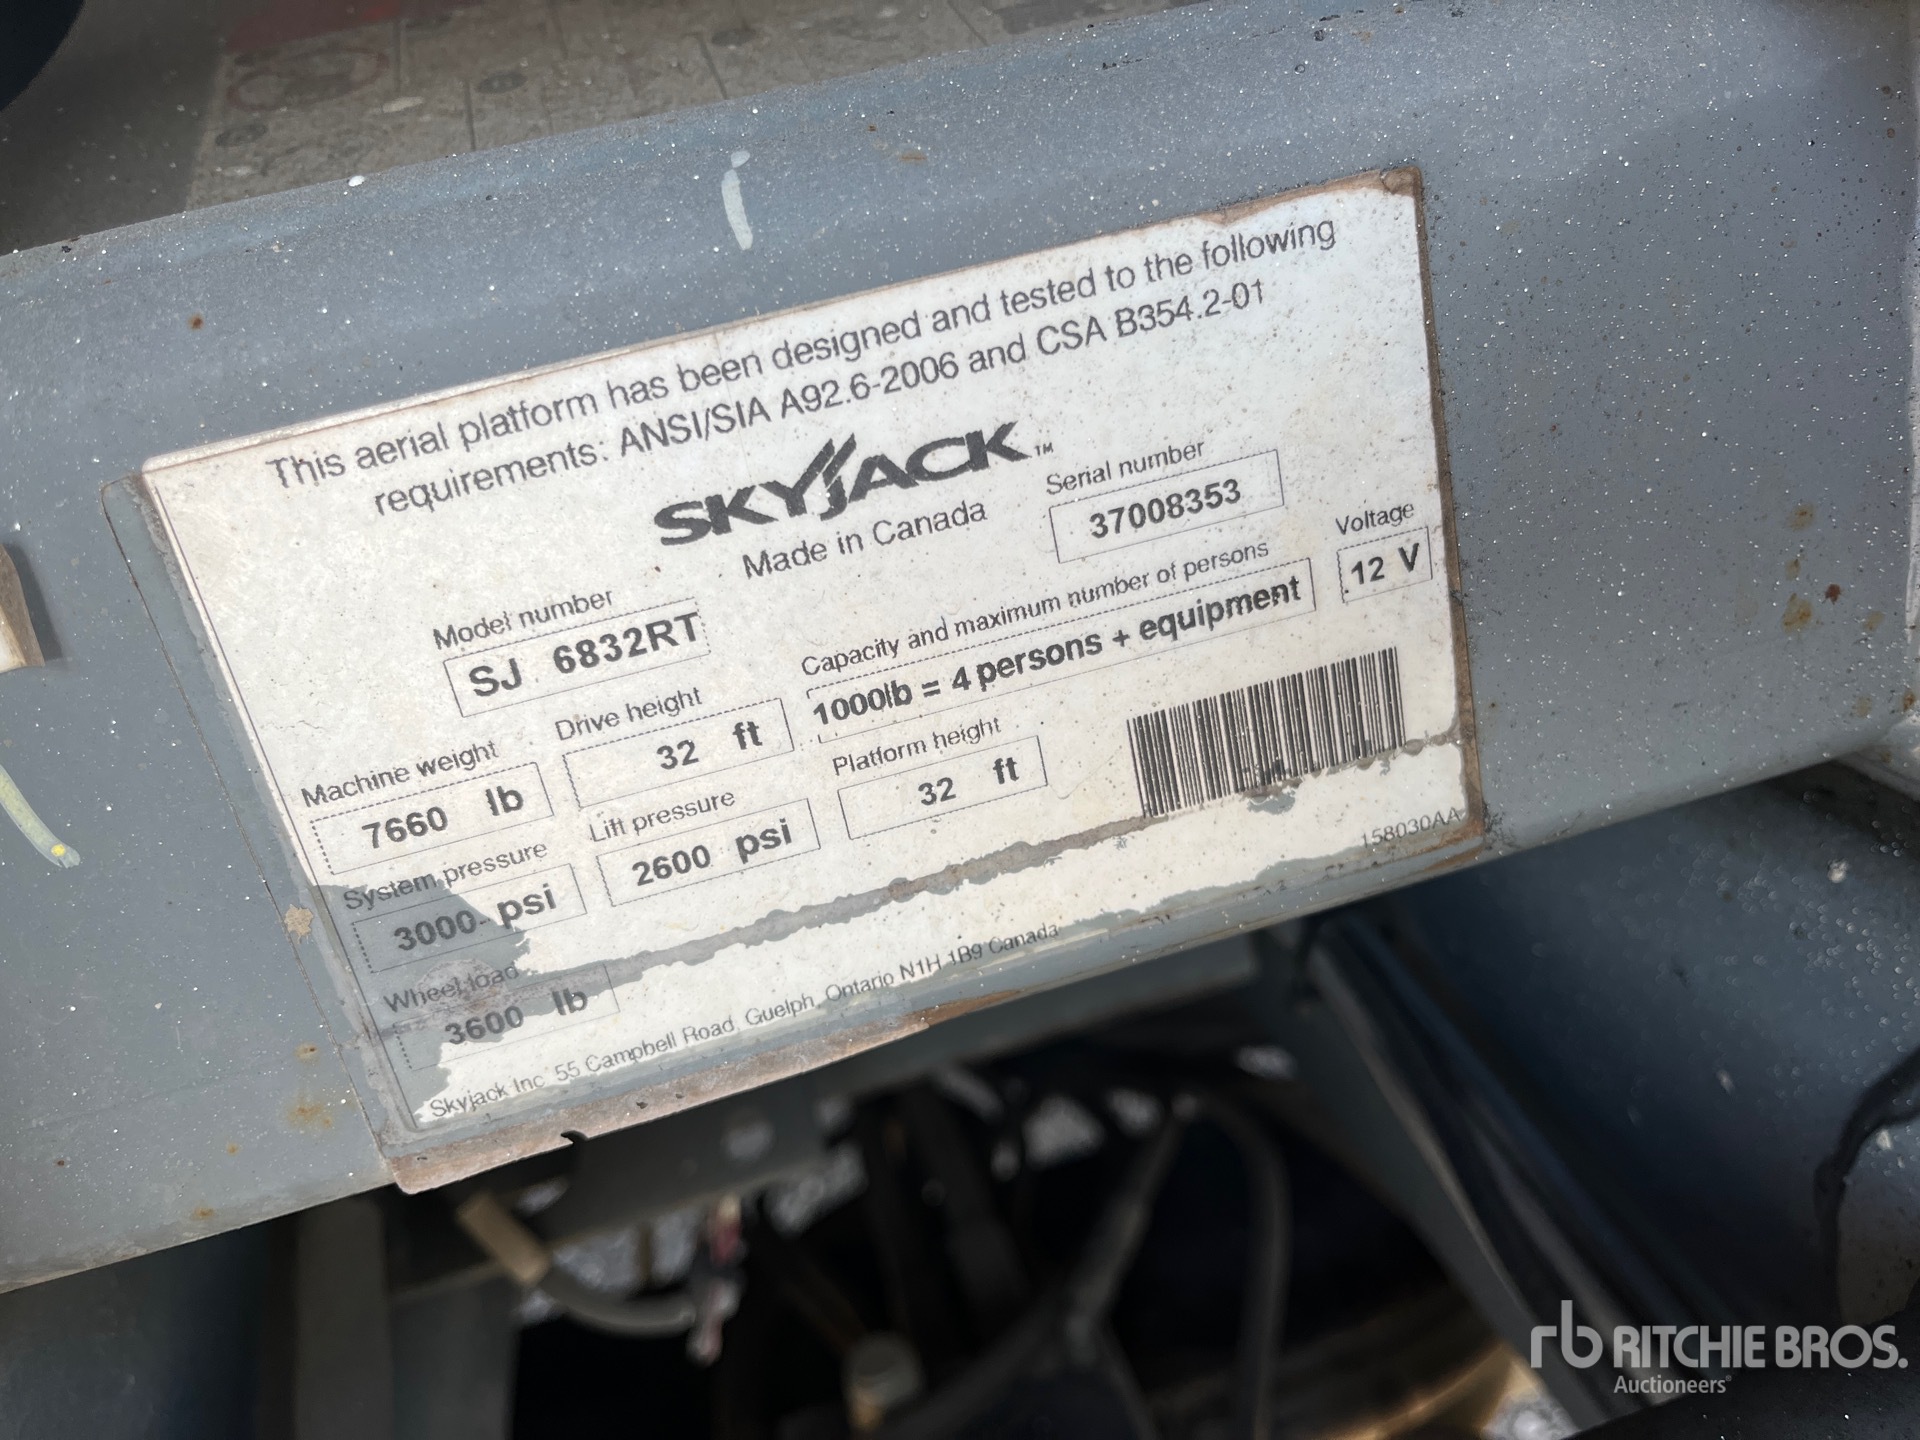 This aerial platform has been designed and tested to the following
requirements: ANSI/SIA A92.6-2006 and CSA B354.2-01
SKYJACK™
Made in Canada
Serial number
37008353
Model number
SJ 6832RT
Capacity and maximum number of persons
1000lb = 4 persons + equipment
Voltage
12 V
Machine weight
7660 lb
Drive height
32 ft
Platform height
32 ft
System pressure
3000 psi
Lift pressure
2600 psi
Wheel load
3600 lb
158030AA
Skyjack Inc 55 Campbell Road, Guelph, Ontario N1H 1B9 Canada
rb RITCHIE BROS.
Auctioneers®